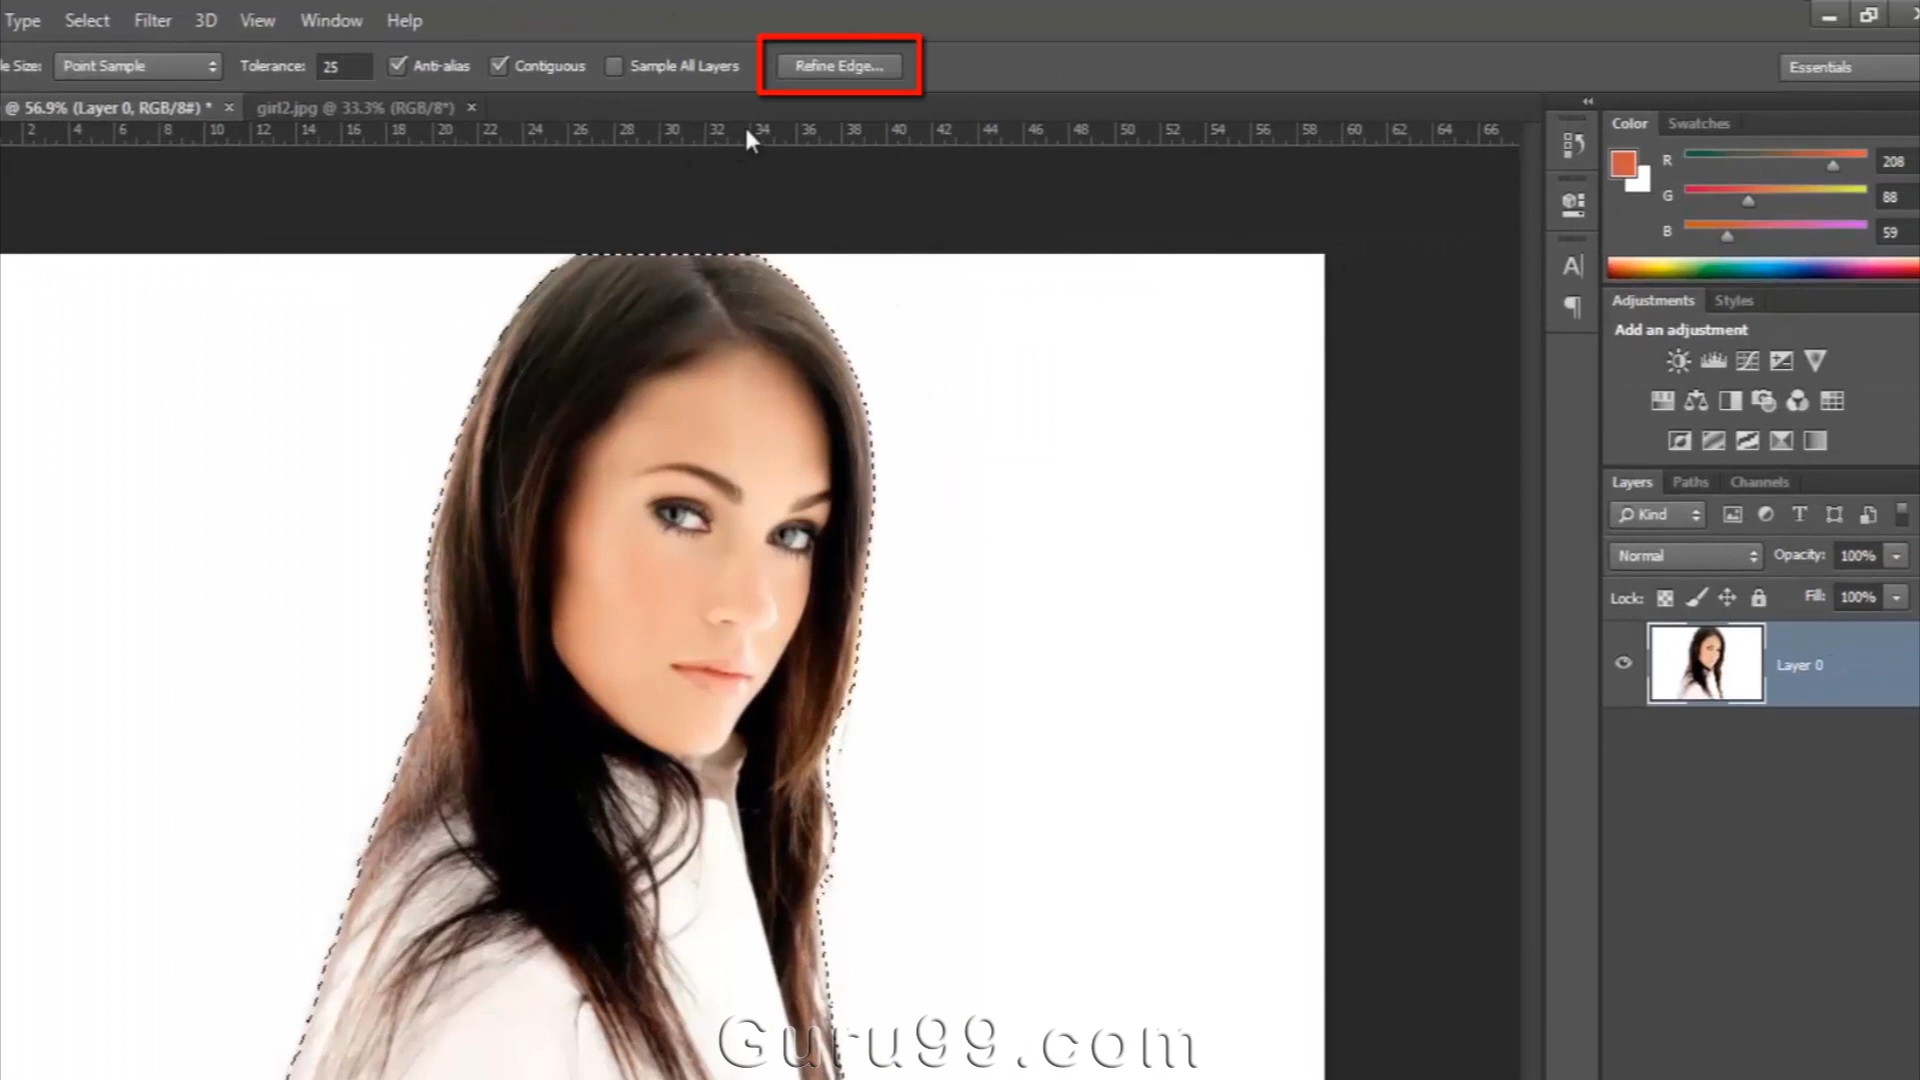 Type Select Filter 3D View Window Help
le Size: Point Sample Tolerance: 25 Anti-alias Contiguous Sample All Layers Refine Edge... Essentials
@ 56.9% (Layer 0, RGB/8#) * × girl2.jpg @ 33.3% (RGB/8*) ×
2 4 6 8 10 12 14 16 18 20 22 24 26 28 30 32 34 36 38 40 42 44 46 48 50 52 54 56 58 60 62 64 66
Color Swatches
R 208
G 88
B 59
Adjustments Styles
Add an adjustment
Layers Paths Channels
Kind
Normal Opacity: 100%
Lock: Fill: 100%
Layer 0
Guru99.com